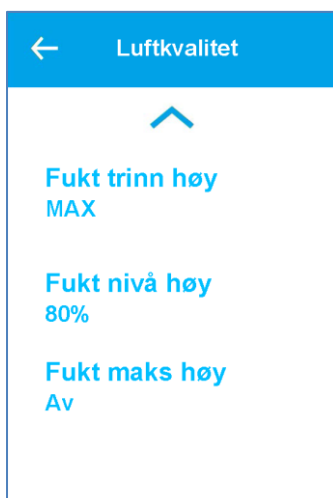 Luftkvalitet
Fukt trinn høy
MAX
Fukt nivå høy
80%
Fukt maks høy
Av